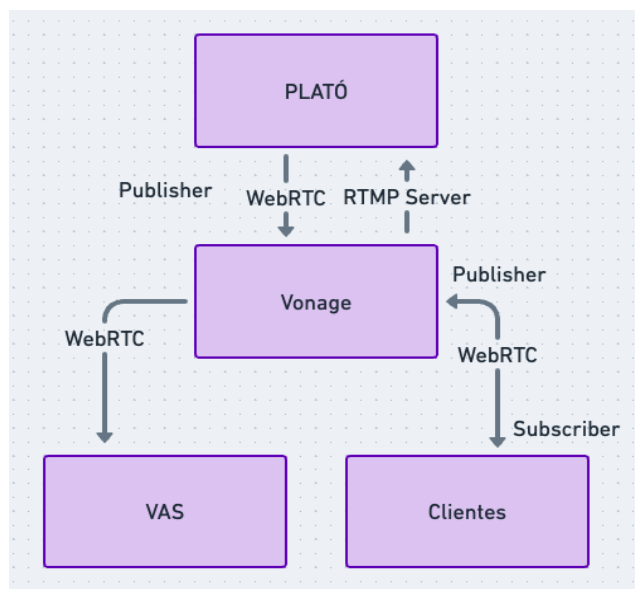 PLATÓ
Publisher
WebRTC
RTMP Server
Vonage
Publisher
WebRTC
WebRTC
Subscriber
VAS
Clientes